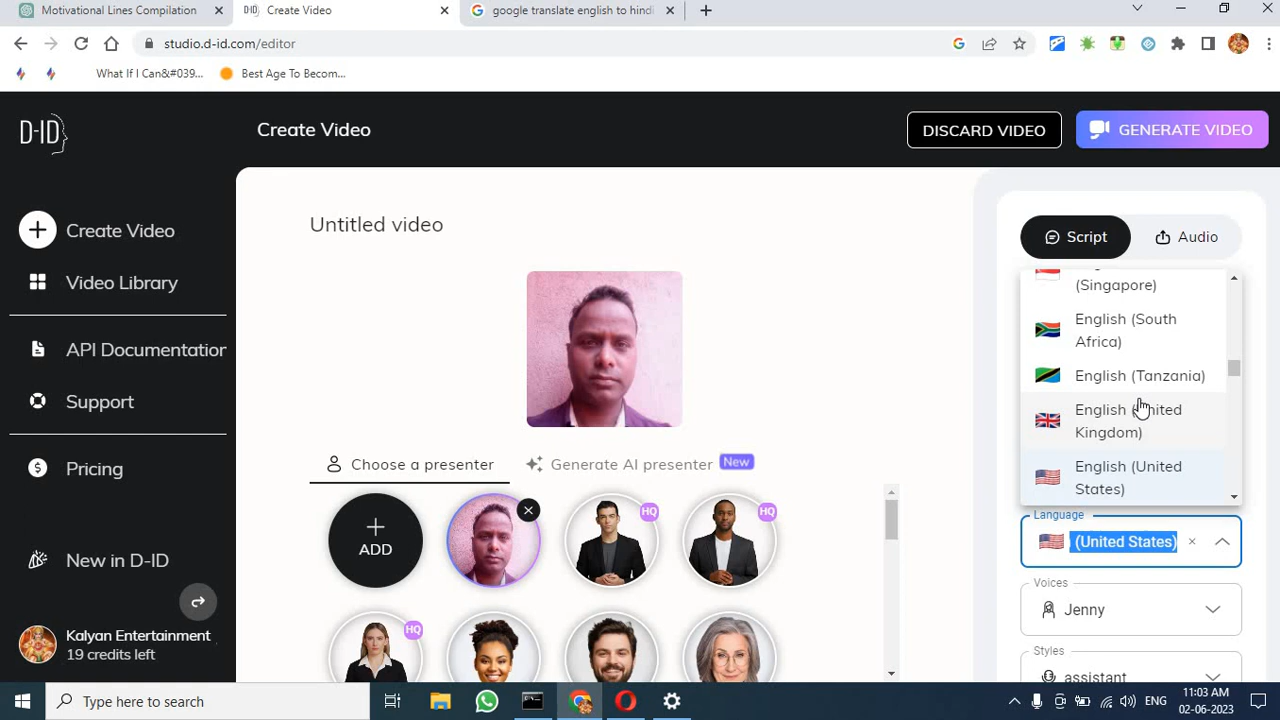 Motivational Lines Compilation
Create Video
google translate english to hindi
studio.d-id.com/editor
What If I Can&#039...
Best Age To Becom...
D-ID
Create Video
DISCARD VIDEO
GENERATE VIDEO
Create Video
Video Library
API Documentation
Support
Pricing
New in D-ID
Kalyan Entertainment
19 credits left
Untitled video
Choose a presenter
Generate AI presenter
New
ADD
HQ
HQ
HQ
Script
Audio
(Singapore)
English (South
Africa)
English (Tanzania)
English (United
Kingdom)
English (United
States)
Language
(United States)
Voices
Jenny
Styles
assistant
Type here to search
ENG
11:03 AM
02-06-2023